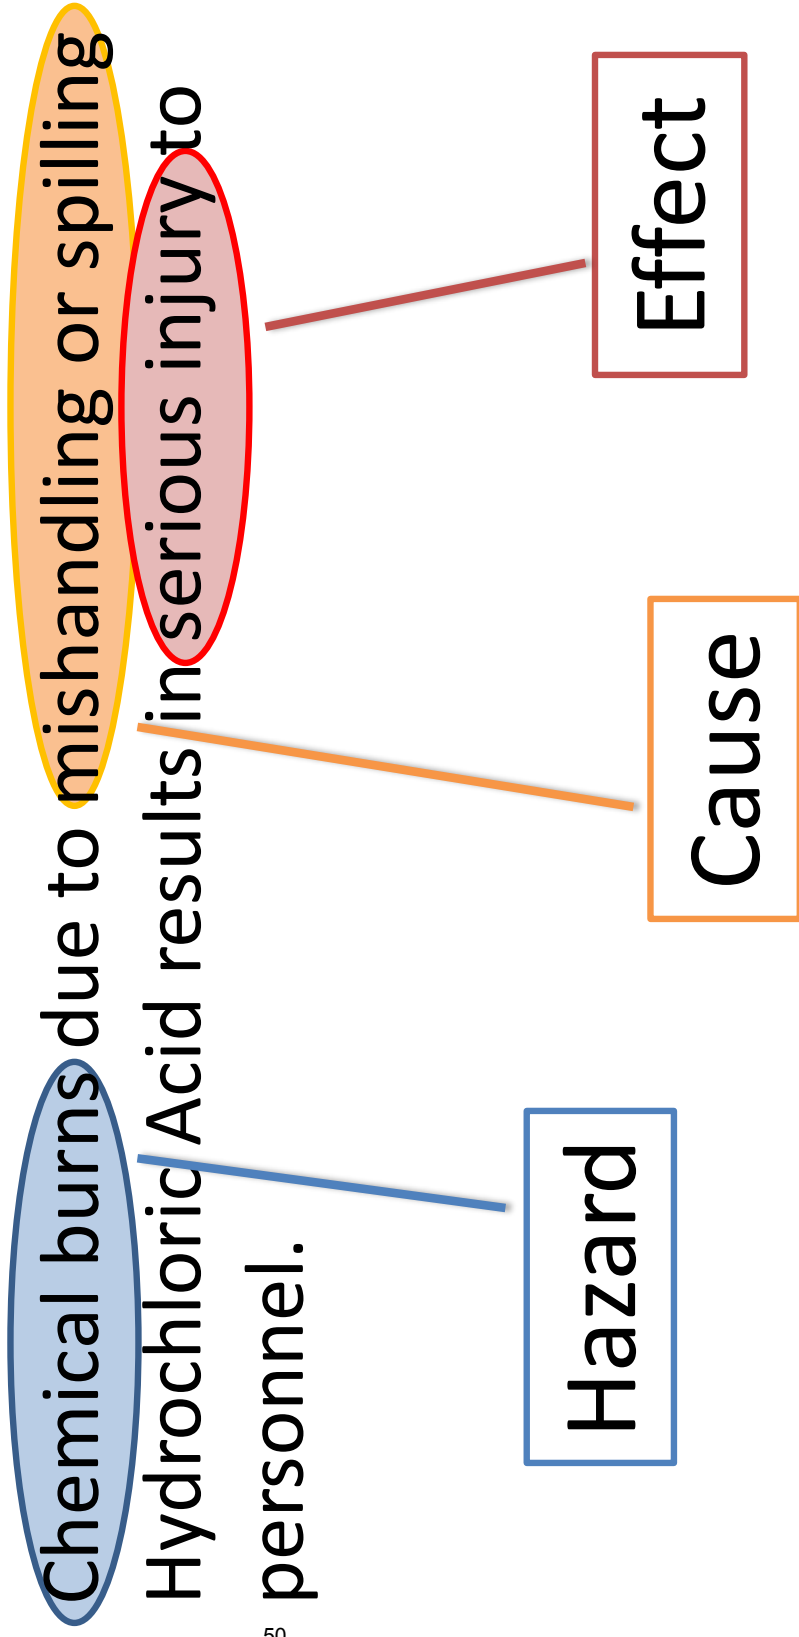 Chemical burns due to mishandling or spilling
Hydrochloric Acid results in serious injury to
personnel.
Hazard
Cause
Effect
50